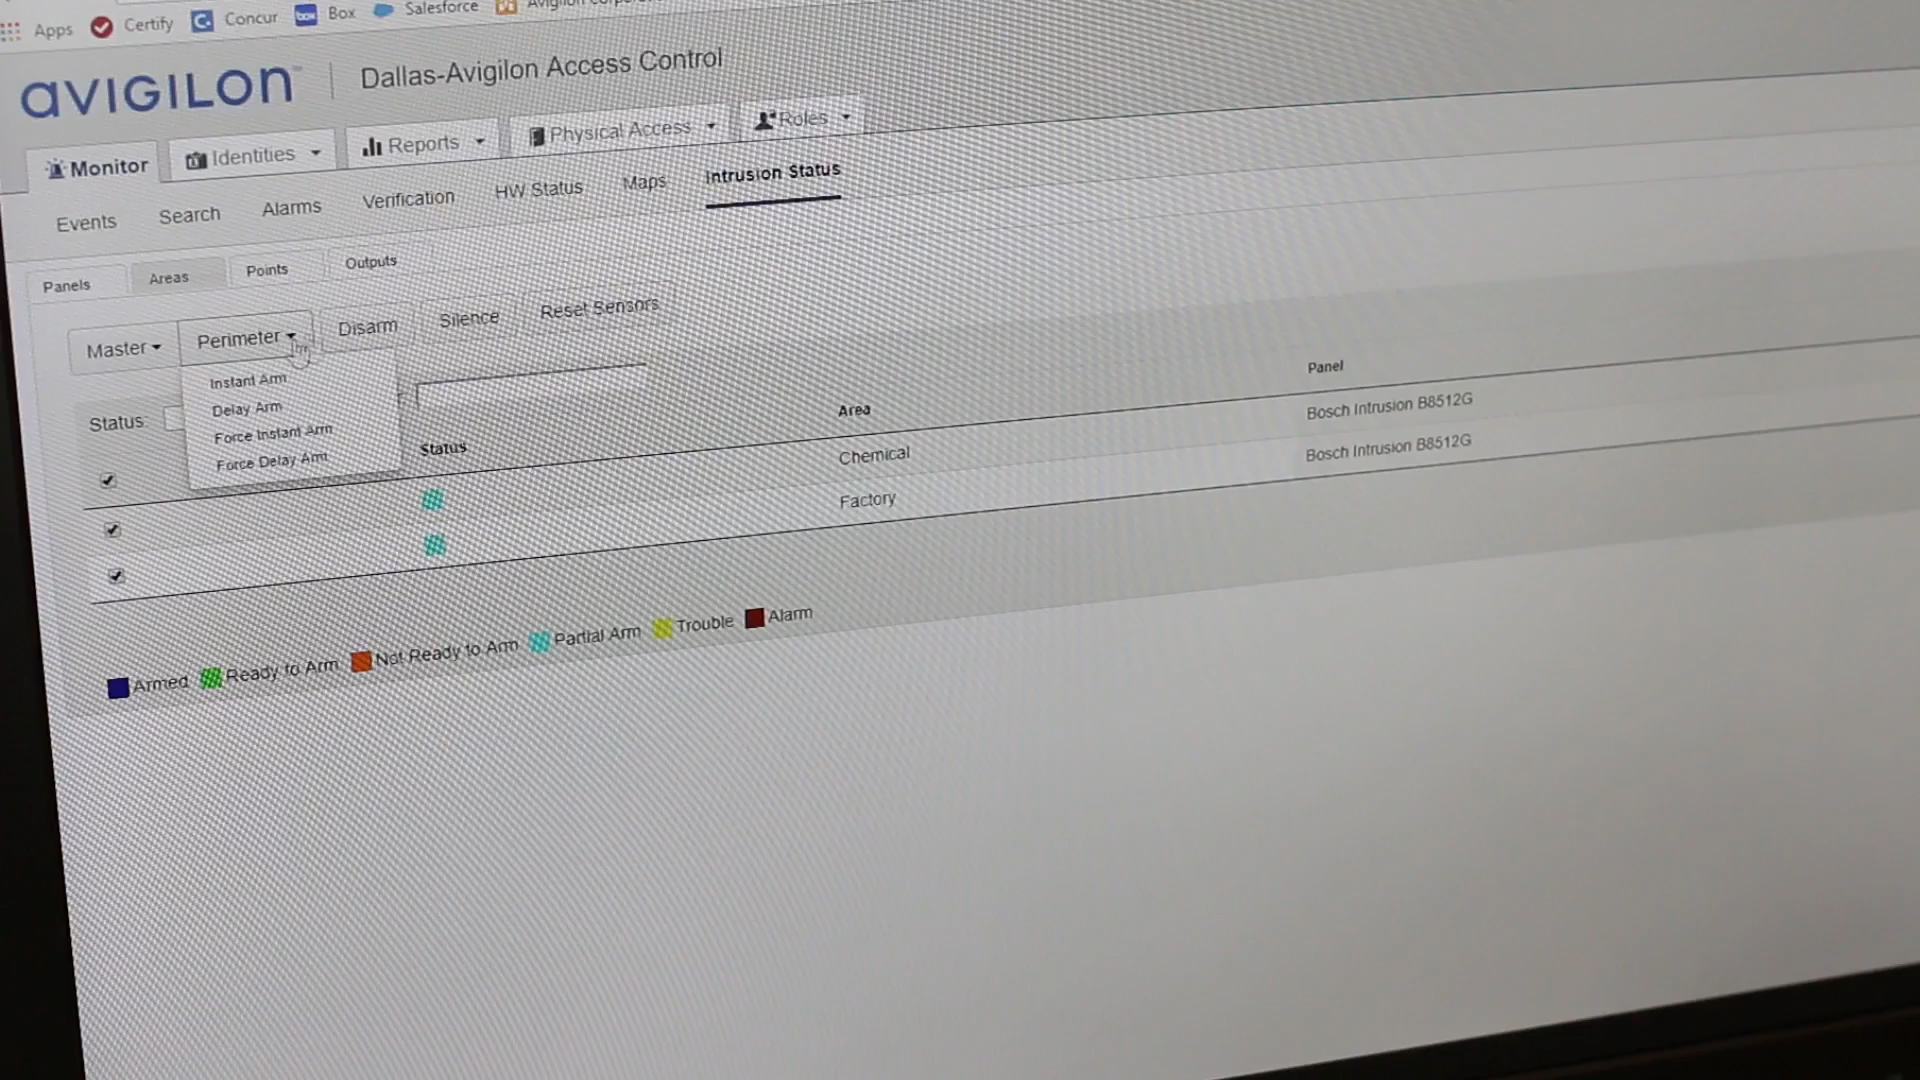 Apps Certify Concur Box Salesforce Avigilon
AVIGILON™ Dallas-Avigilon Access Control
Monitor Identities Reports Physical Access Roles
Events Search Alarms Verification HW Status Maps Intrusion Status
Panels Areas Points Outputs
Master Perimeter Disarm Silence Reset Sensors
Instant Arm
Delay Arm
Force Instant Arm
Force Delay Arm
Status:
Status Area Panel
Chemical Bosch Intrusion B8512G
Factory Bosch Intrusion B8512G
Armed Ready to Arm Not Ready to Arm Partial Arm Trouble Alarm